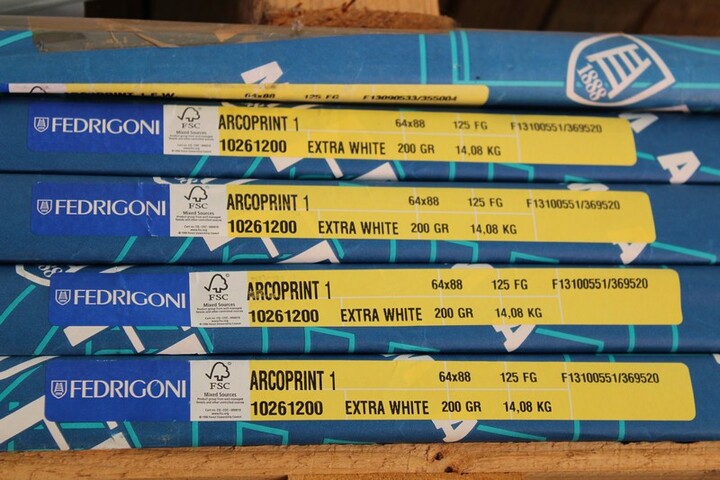 1888
64x88 125 FG F13090533/355004
FEDRIGONI FSC ARCOPRINT 1 64x88 125 FG F13100551/369520
Mixed Sources 10261200 EXTRA WHITE 200 GR 14,08 KG
FEDRIGONI FSC ARCOPRINT 1 64x88 125 FG F13100551/369520
Mixed Sources 10261200 EXTRA WHITE 200 GR 14,08 KG
FEDRIGONI FSC ARCOPRINT 1 64x88 125 FG F13100551/369520
Mixed Sources 10261200 EXTRA WHITE 200 GR 14,08 KG
FEDRIGONI FSC ARCOPRINT 1 64x88 125 FG F13100551/369520
Mixed Sources 10261200 EXTRA WHITE 200 GR 14,08 KG